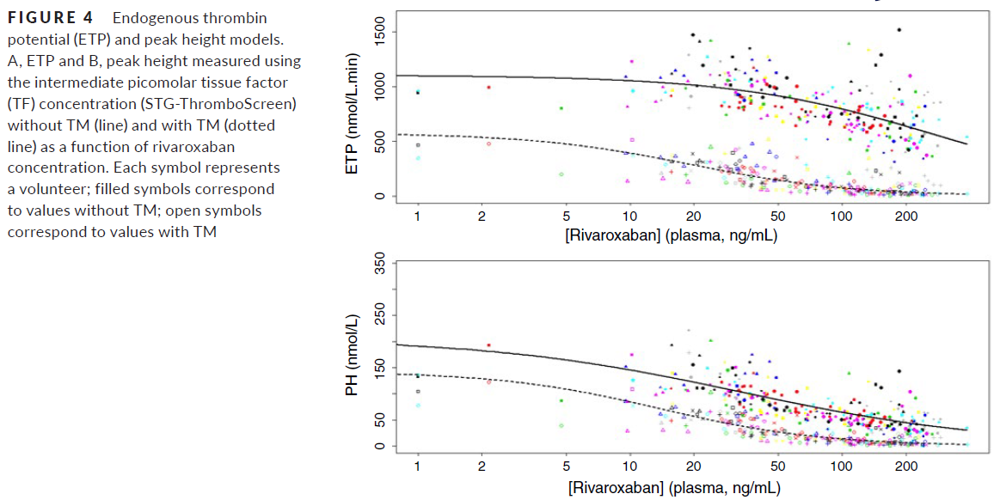 FIGURE 4 Endogenous thrombin
potential (ETP) and peak height models.
A, ETP and B, peak height measured using
the intermediate picomolar tissue factor
(TF) concentration (STG-ThromboScreen)
without TM (line) and with TM (dotted
line) as a function of rivaroxaban
concentration. Each symbol represents
a volunteer; filled symbols correspond
to values without TM; open symbols
correspond to values with TM
ETP (nmol/L.min)
1500
1000
500
0
1 2 5 10 20 50 100 200
[Rivaroxaban] (plasma, ng/mL)
PH (nmol/L)
350
250
150
50
0
1 2 5 10 20 50 100 200
[Rivaroxaban] (plasma, ng/mL)